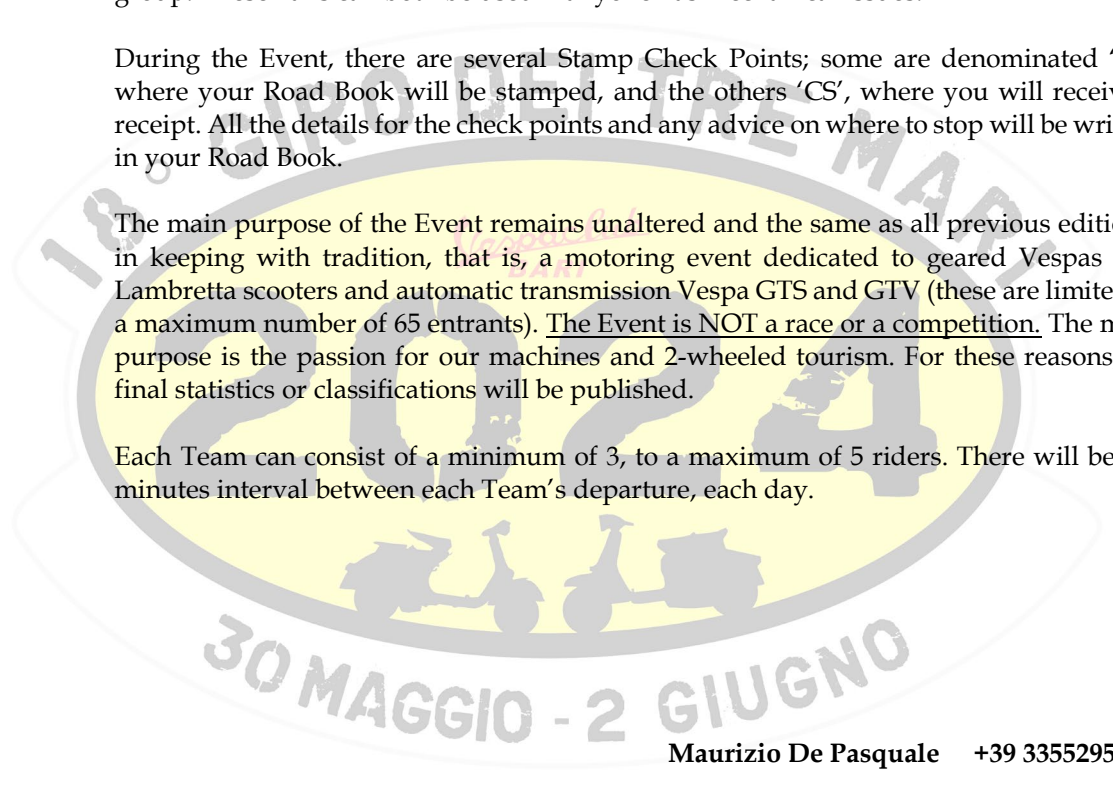 18° GIRO DEI TRE MARI
During the Event, there are several Stamp Check Points; some are denominated
where your Road Book will be stamped, and the others ‘CS’, where you will receiv
receipt. All the details for the check points and any advice on where to stop will be wri
in your Road Book.
Vespa Club
BARI
The main purpose of the Event remains unaltered and the same as all previous editi
in keeping with tradition, that is, a motoring event dedicated to geared Vespas
Lambretta scooters and automatic transmission Vespa GTS and GTV (these are limite
a maximum number of 65 entrants). The Event is NOT a race or a competition. The m
purpose is the passion for our machines and 2-wheeled tourism. For these reasons
final statistics or classifications will be published.
2024
Each Team can consist of a minimum of 3, to a maximum of 5 riders. There will be
minutes interval between each Team’s departure, each day.
30 MAGGIO - 2 GIUGNO
Maurizio De Pasquale +39 3355295